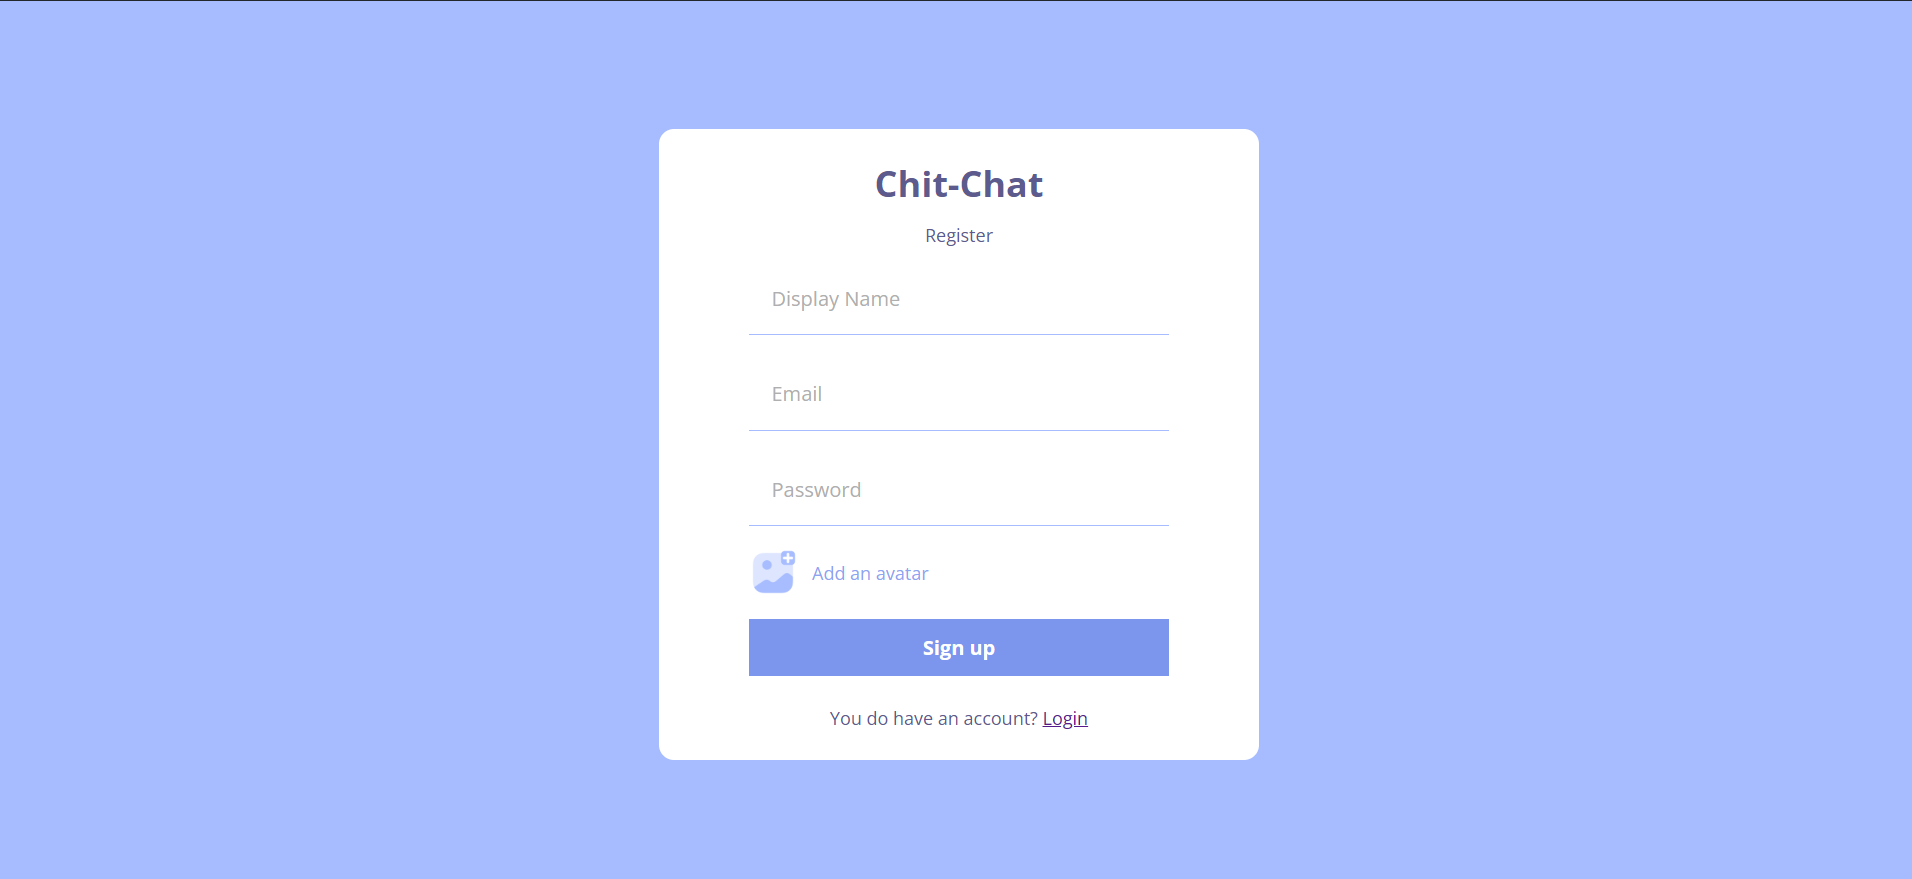 Chit-Chat
Register
Display Name
Email
Password
Add an avatar
Sign up
You do have an account? Login